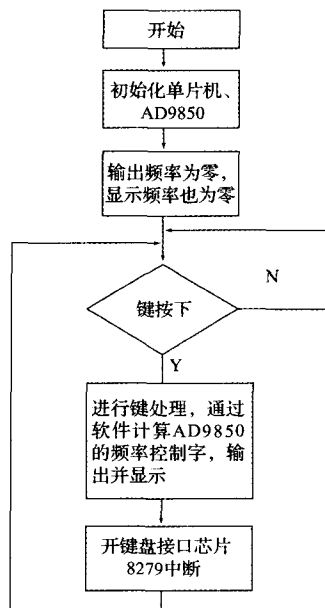 开始
初始化单片机、
AD9850
输出频率为零，
显示频率也为零
键按下
N
Y
进行键处理，通过
软件计算AD9850
的频率控制字，输
出并显示
开键盘接口芯片
8279中断